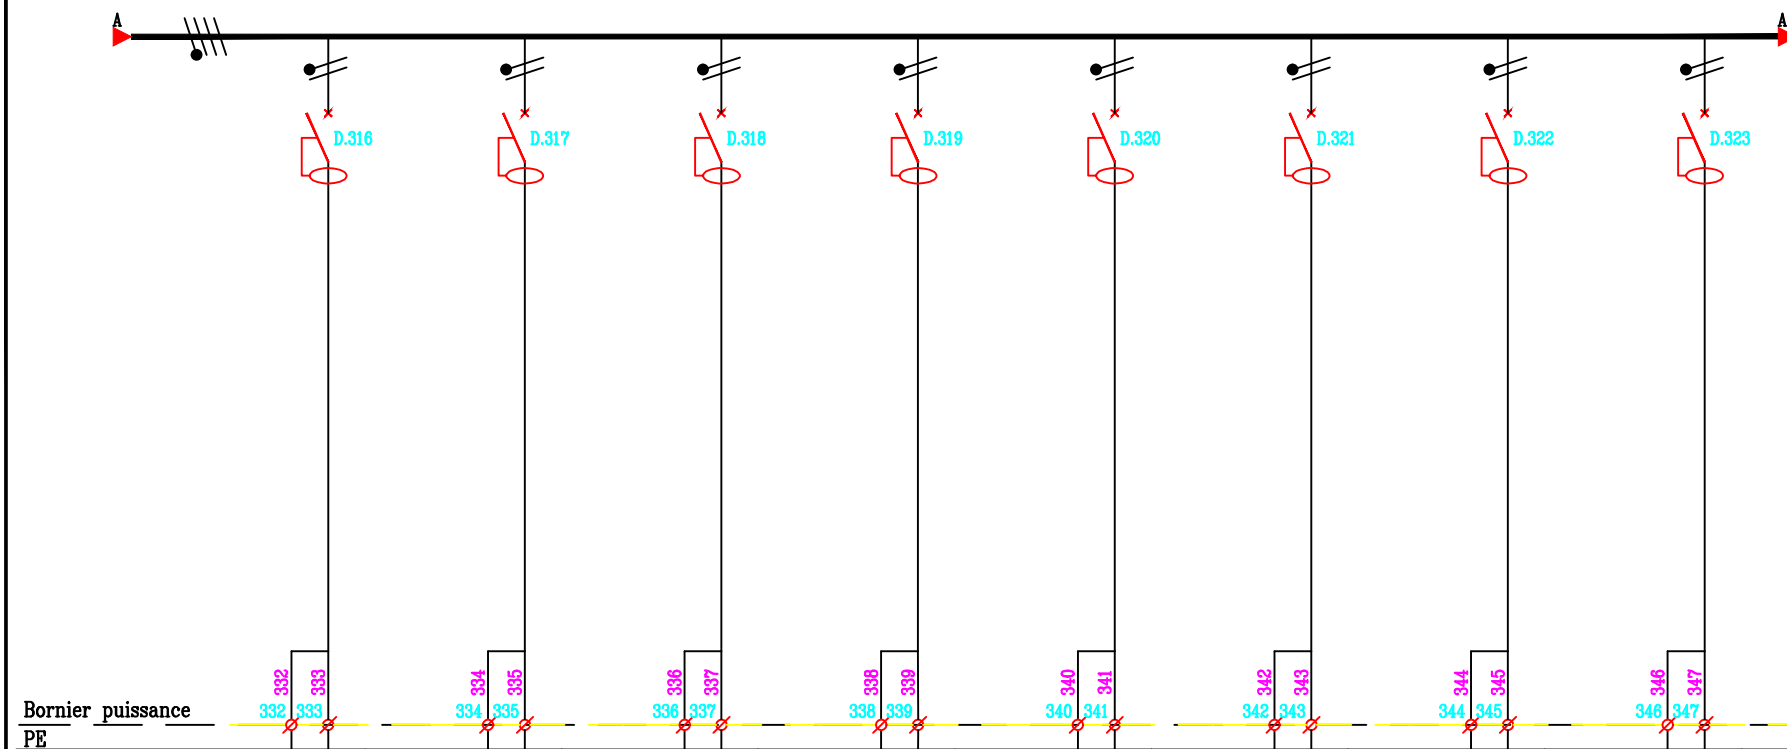 A A
D.316 D.317 D.318 D.319 D.320 D.321 D.322 D.323
332 333 334 335 336 337 338 339 340 341 342 343 344 345 346 347
Bornier puissance 332 333 334 335 336 337 338 339 340 341 342 343 344 345 346 347
PE